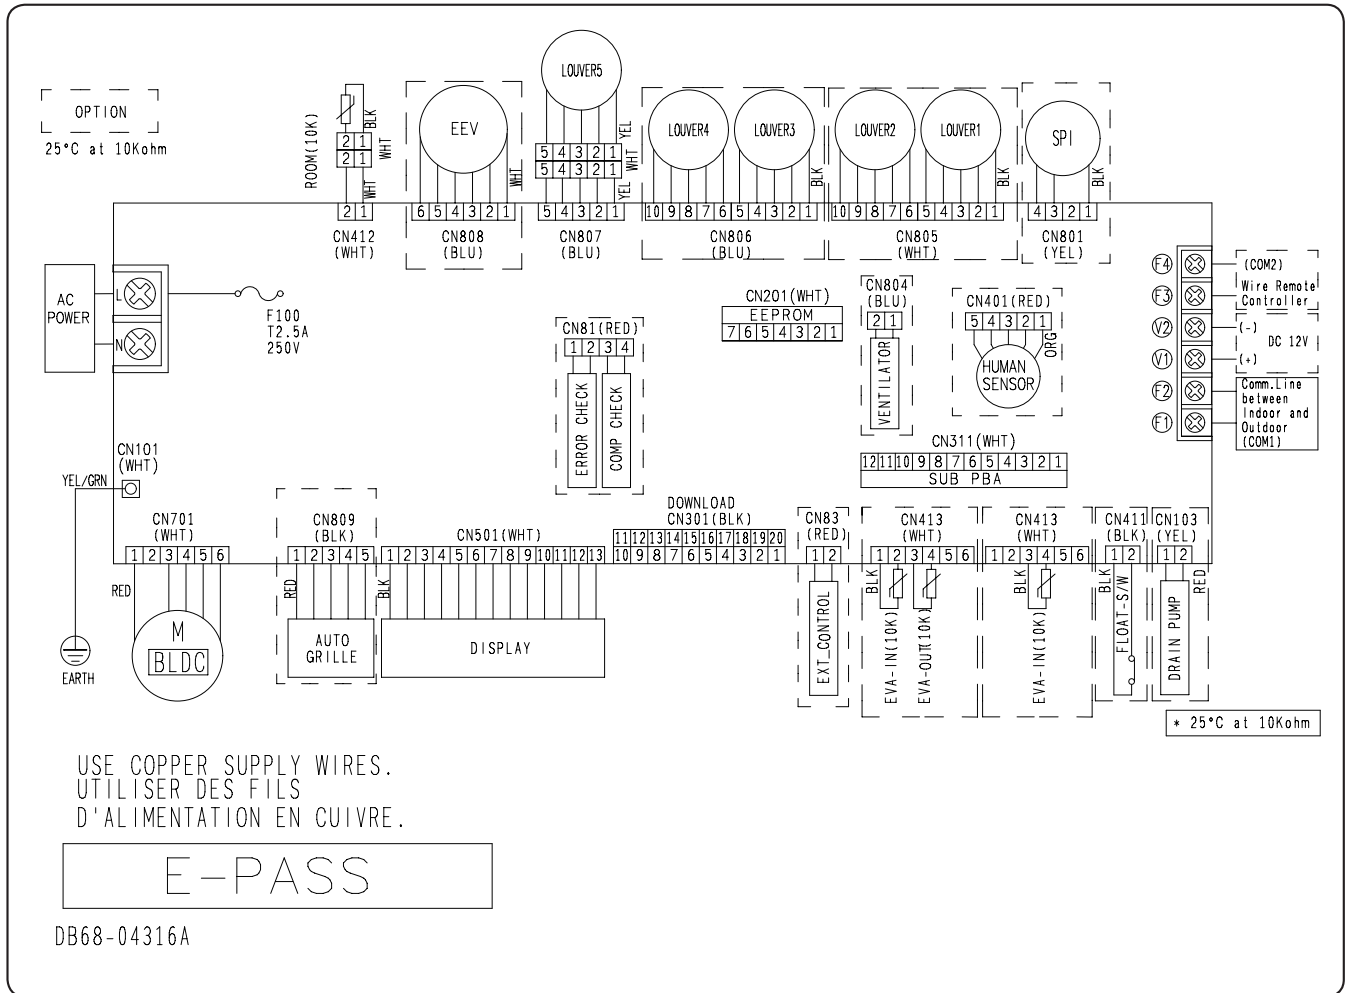 OPTION
25°C at 10Kohm
ROOM(10K)
BLK
2 1
2 1
WHT
WHT
2 1
CN412
(WHT)
EEV
WHT
6 5 4 3 2 1
CN808
(BLU)
LOUVER5
YEL
5 4 3 2 1
5 4 3 2 1
WHT
YEL
5 4 3 2 1
CN807
(BLU)
LOUVER4
LOUVER3
BLK
10 9 8 7 6 5 4 3 2 1
CN806
(BLU)
LOUVER2
LOUVER1
BLK
10 9 8 7 6 5 4 3 2 1
CN805
(WHT)
SPI
BLK
4 3 2 1
CN801
(YEL)
AC
POWER
L
N
F100
T2.5A
250V
CN81(RED)
1 2 3 4
ERROR CHECK
COMP CHECK
CN201(WHT)
EEPROM
7 6 5 4 3 2 1
CN804
(BLU)
2 1
VENTILATOR
CN401(RED)
5 4 3 2 1
ORG
HUMAN
SENSOR
F4
(COM2)
F3
Wire Remote
Controller
V2
(-)
DC 12V
V1
(+)
F2
F1
Comm.Line
between
Indoor and
Outdoor
(COM1)
CN311(WHT)
12 11 10 9 8 7 6 5 4 3 2 1
SUB PBA
CN101
(WHT)
YEL/GRN
EARTH
CN701
(WHT)
1 2 3 4 5 6
RED
M
BLDC
CN809
(BLK)
1 2 3 4 5
RED
AUTO
GRILLE
CN501(WHT)
1 2 3 4 5 6 7 8 9 10 11 12 13
BLK
DISPLAY
DOWNLOAD
CN301(BLK)
11 12 13 14 15 16 17 18 19 20
10 9 8 7 6 5 4 3 2 1
CN83
(RED)
1 2
EXT_CONTROL
CN413
(WHT)
1 2 3 4 5 6
BLK
EVA-IN(10K)
EVA-OUT(10K)
CN413
(WHT)
1 2 3 4 5 6
BLK
EVA-IN(10K)
CN411
(BLK)
1 2
BLK
FLOAT-S/W
CN103
(YEL)
1 2
RED
DRAIN PUMP
* 25°C at 10Kohm
USE COPPER SUPPLY WIRES.
UTILISER DES FILS
D'ALIMENTATION EN CUIVRE.
E-PASS
DB68-04316A